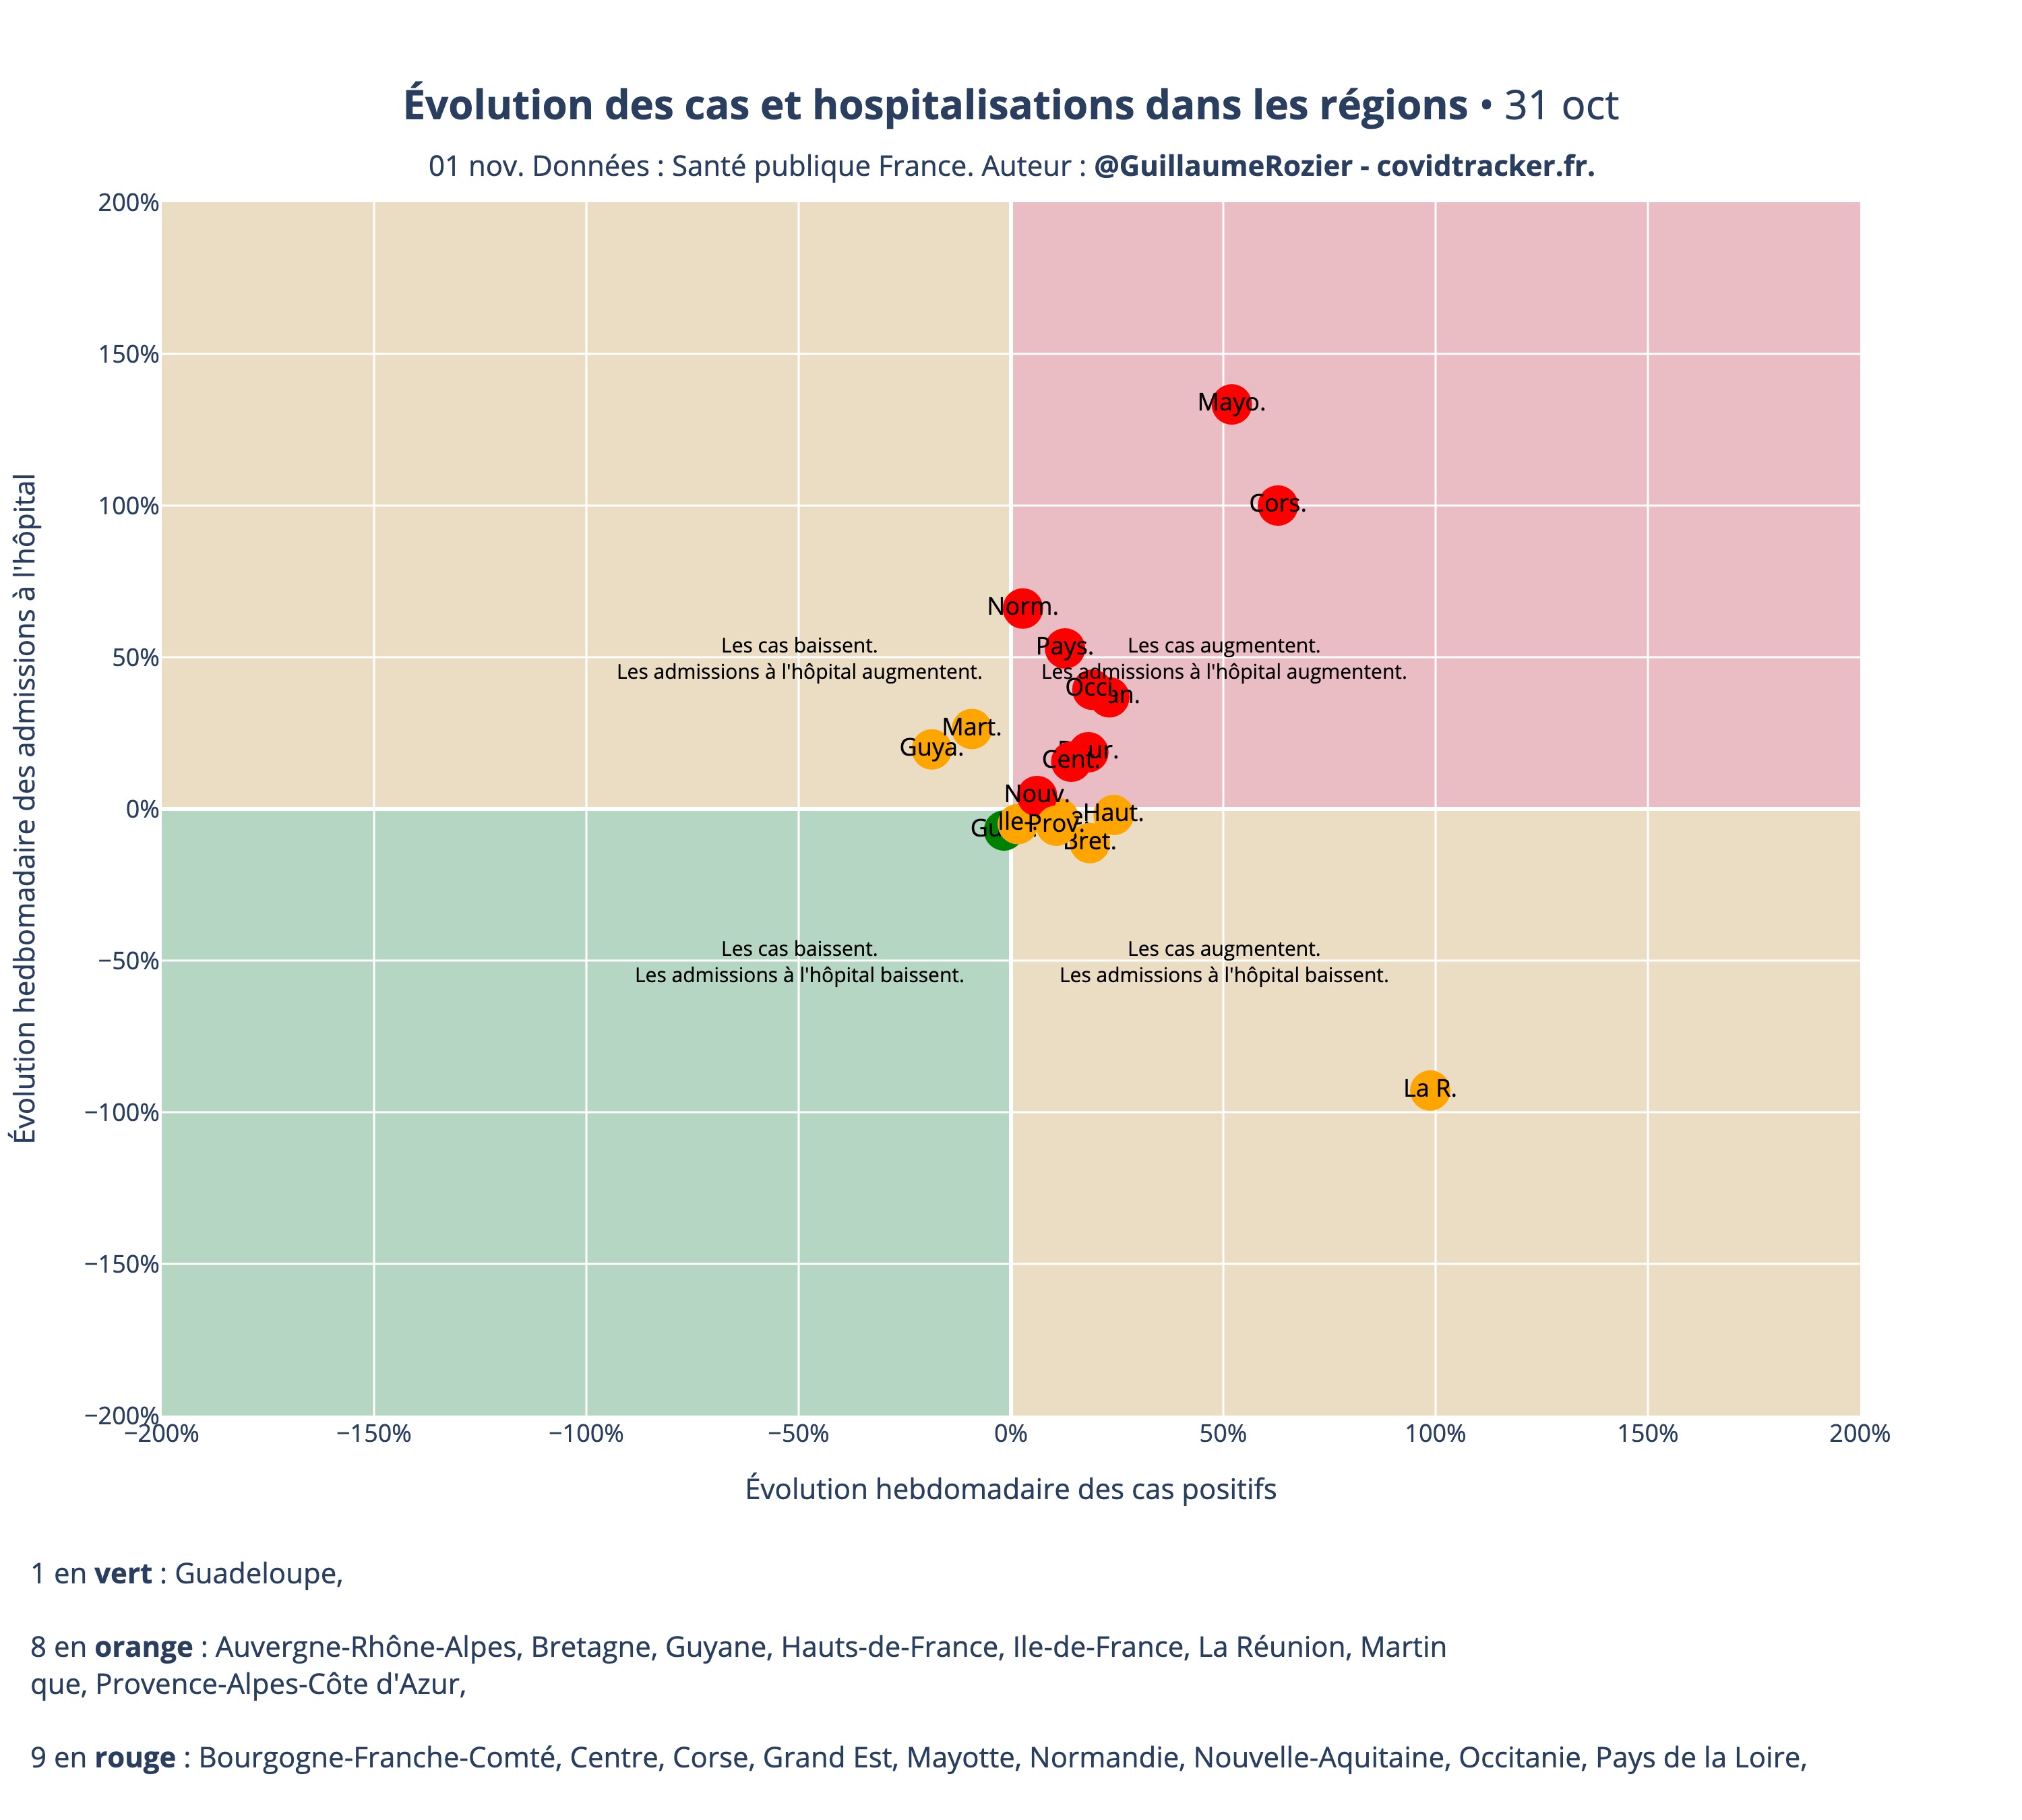 Évolution des cas et hospitalisations dans les régions • 31 oct
01 nov. Données : Santé publique France. Auteur : @GuillaumeRozier - covidtracker.fr.
Évolution hedbomadaire des admissions à l'hôpital
200%
150%
100%
50%
0%
−50%
−100%
−150%
−200%
Mayo.
Cors.
Norm.
Les cas baissent.
Les admissions à l'hôpital augmentent.
Pays.
Les cas augmentent.
Les admissions à l'hôpital augmentent.
Occi.
Mart.
Guya.
Cent.
Nouv.
Haut.
Prov.
Bret.
Les cas baissent.
Les admissions à l'hôpital baissent.
Les cas augmentent.
Les admissions à l'hôpital baissent.
La R.
−200%
−150%
−100%
−50%
0%
50%
100%
150%
200%
Évolution hebdomadaire des cas positifs
1 en vert : Guadeloupe,
8 en orange : Auvergne-Rhône-Alpes, Bretagne, Guyane, Hauts-de-France, Ile-de-France, La Réunion, Martin
que, Provence-Alpes-Côte d'Azur,
9 en rouge : Bourgogne-Franche-Comté, Centre, Corse, Grand Est, Mayotte, Normandie, Nouvelle-Aquitaine, Occitanie, Pays de la Loire,